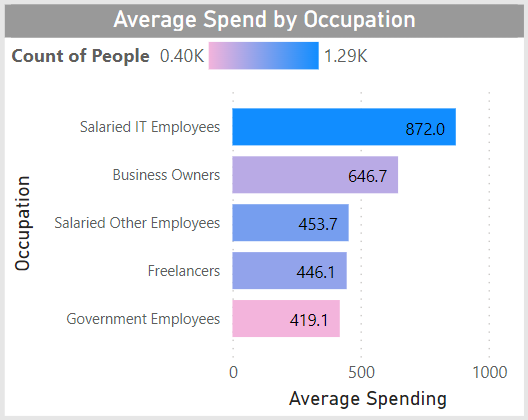 Average Spend by Occupation
Count of People 0.40K 1.29K
Salaried IT Employees 872.0
Business Owners 646.7
Salaried Other Employees 453.7
Freelancers 446.1
Government Employees 419.1
Occupation
0 500 1000
Average Spending